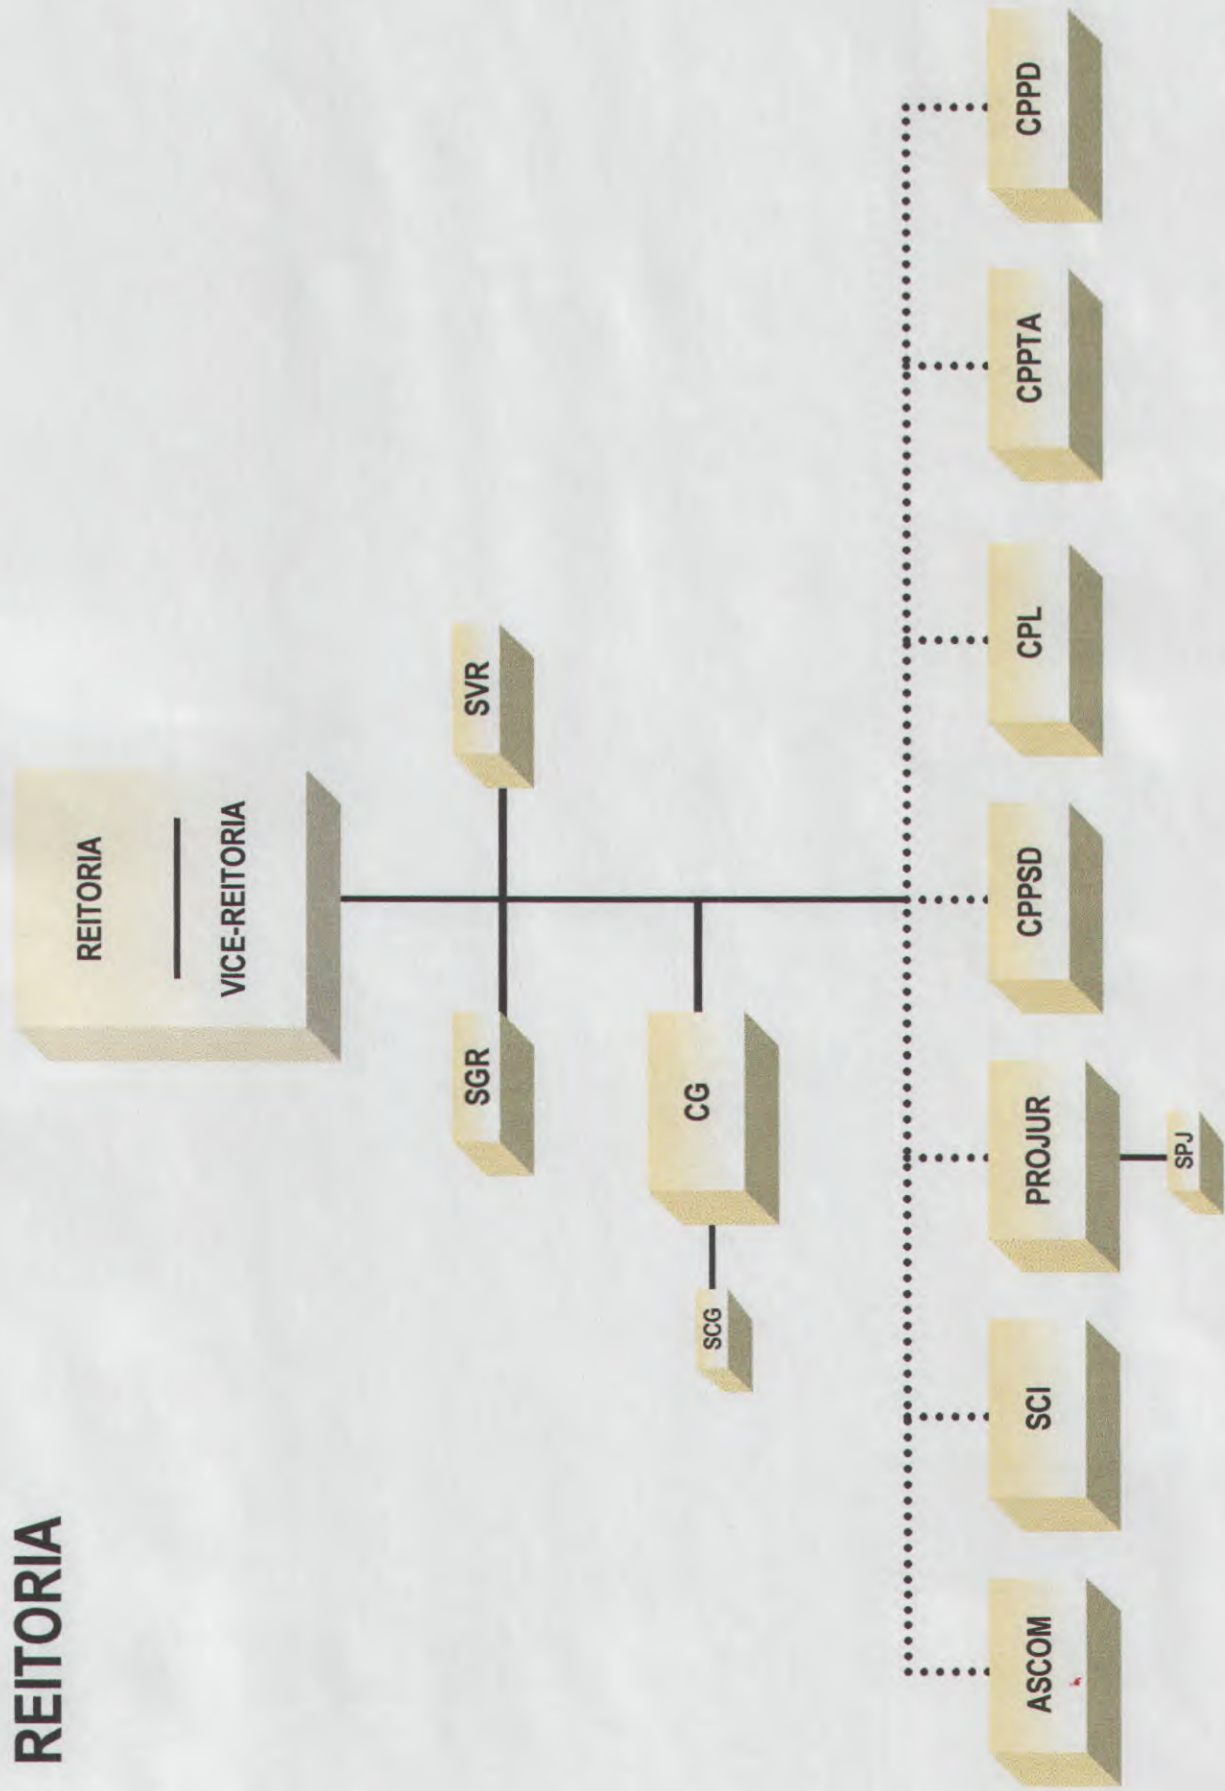 REITORIA
REITORIA
VICE-REITORIA
SGR
SVR
CG
SCG
ASCOM
SCI
PROJUR
CPPSD
CPL
CPPTA
CPPD
SPJ